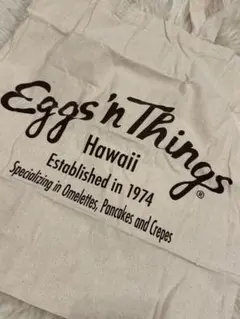 Eggs'n Things®
Hawaii
Established in 1974
Specializing in Omelettes, Pancakes and Crepes